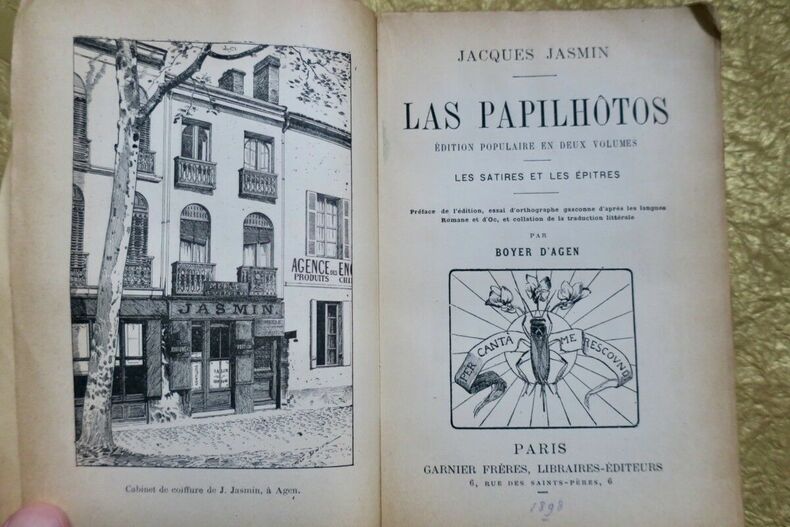 AGENCE DES EN
PRODUITS CHI
JASMIN
Cabinet de coiffure de J. Jasmin, à Agen.
JACQUES JASMIN
LAS PAPILHÔTOS
ÉDITION POPULAIRE EN DEUX VOLUMES
LES SATIRES ET LES ÉPITRES
Préface de l'édition, essai d'orthographe gasconne d'après les langues
Romane et d'Oc, et collation de la traduction littérale
PAR
BOYER D'AGEN
PER CANTA ME RESCOUND
PARIS
GARNIER FRÈRES, LIBRAIRES-ÉDITEURS
6, RUE DES SAINTS-PÈRES, 6
1898